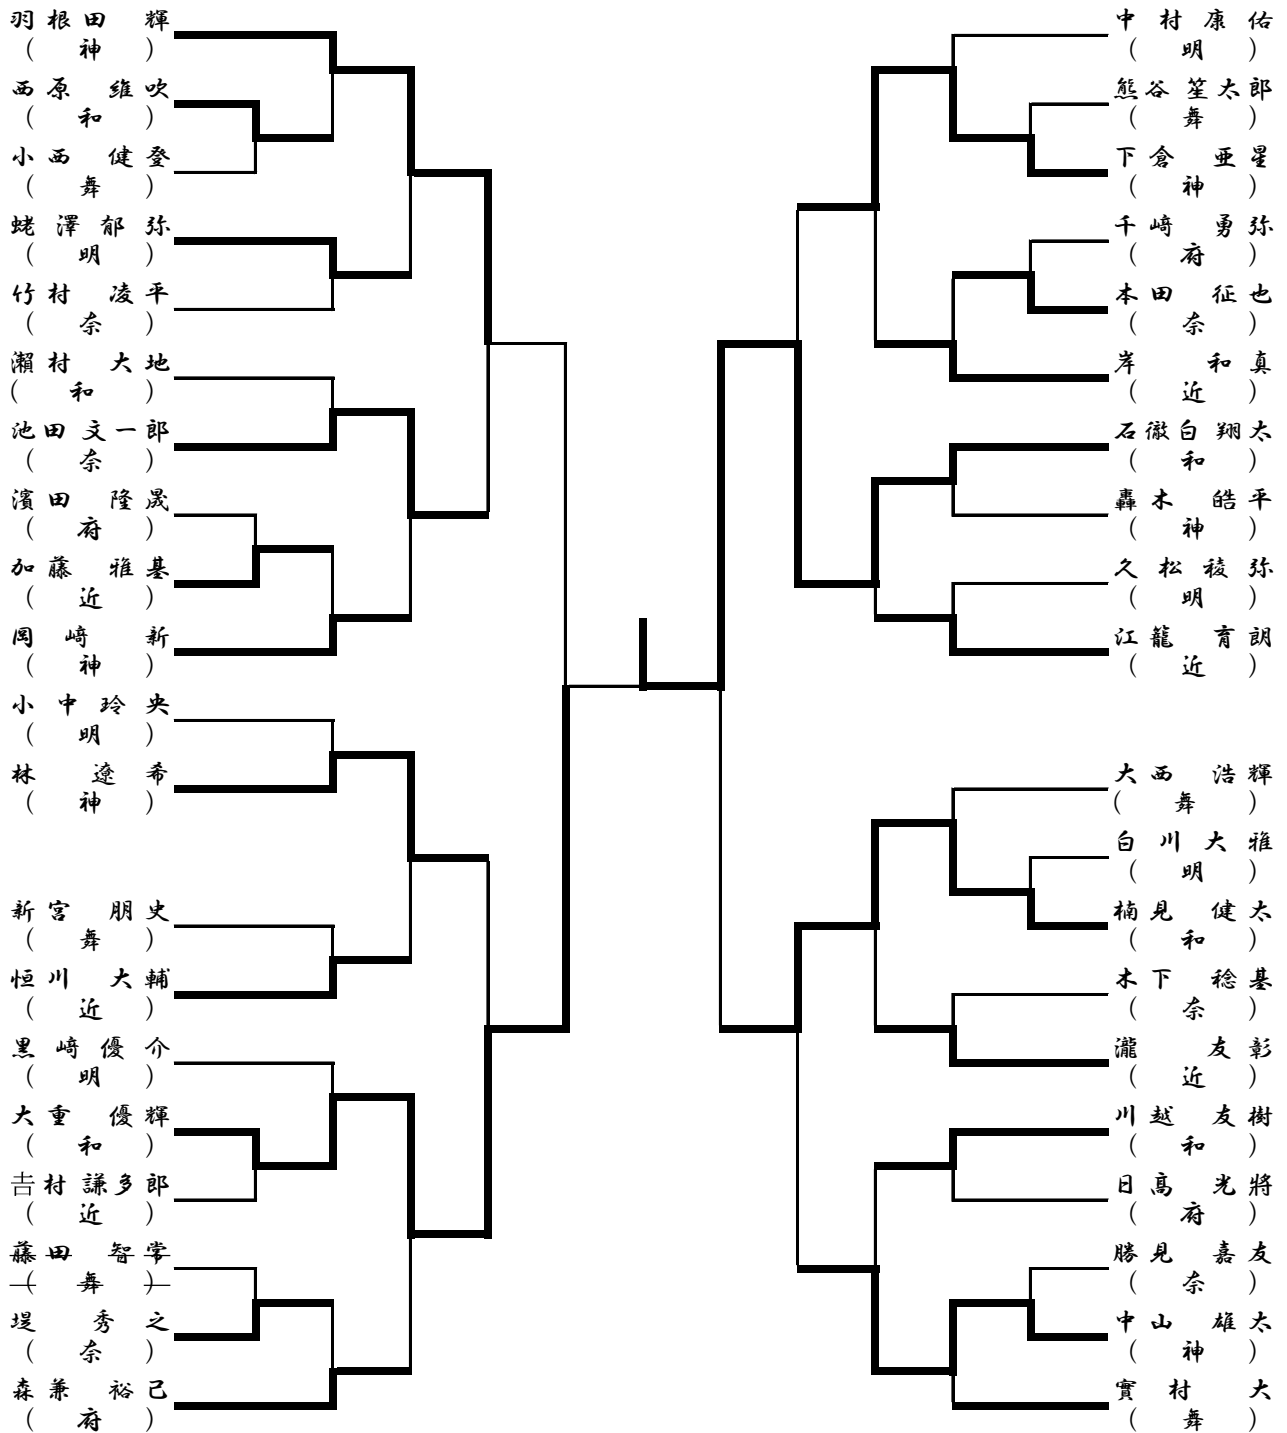 羽根田 輝
(神)
西原 維吹
(和)
小西 健登
(舞)
蛯澤郁弥
(明)
竹村 凌平
(奈)
瀬村 大地
(和)
池田文一郎
(奈)
濱田 隆晟
(府)
加藤 雅基
(近)
岡﨑 新
(神)
小中玲央
(明)
林 遼希
(神)
新宮 朋史
(舞)
恒川 大輔
(近)
黒﨑優介
(明)
大重 優輝
(和)
𠮷村謙多郎
(近)
藤田 智常
(舞)
堤 秀之
(奈)
森兼 裕己
(府)
中村康佑
(明)
熊谷笙太郎
(舞)
下倉 亜星
(神)
千﨑 勇弥
(府)
本田 征也
(奈)
岸 和真
(近)
石徹白翔太
(和)
轟木 皓平
(神)
久松稜弥
(明)
江籠 育朗
(近)
大西 浩輝
(舞)
白川大雅
(明)
楠見 健太
(和)
木下 稔基
(奈)
瀧 友彰
(近)
川越 友樹
(和)
日髙 光將
(府)
勝見 嘉友
(奈)
中山 雄太
(神)
實村 大
(舞)